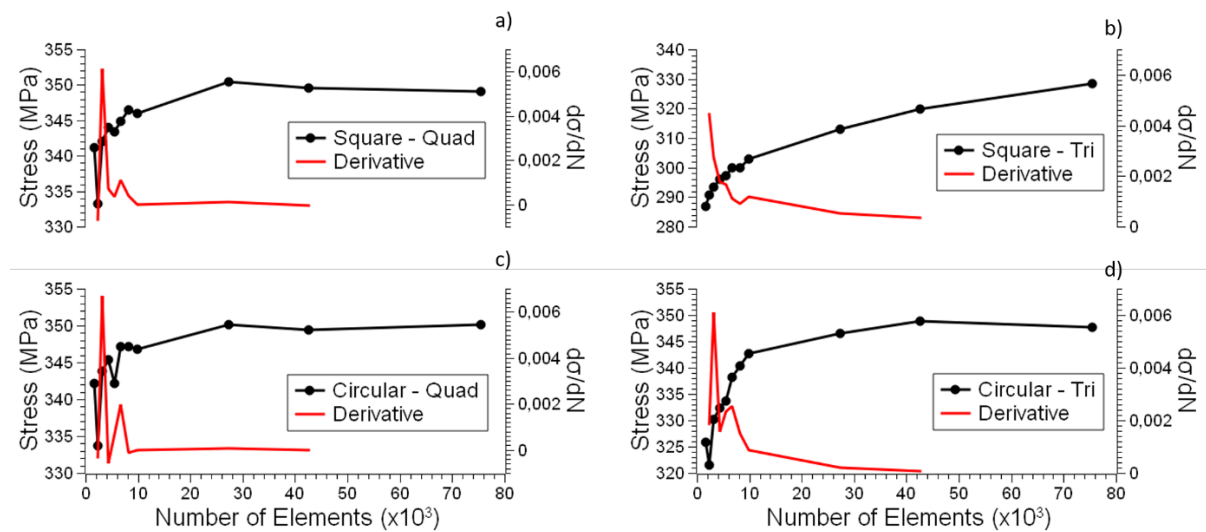 a)
355
350
345
340
335
330
Stress (MPa)
0,006
0,004
0,002
0
dσ/dN
Square - Quad
Derivative
b)
340
330
320
310
300
290
280
Stress (MPa)
0,006
0,004
0,002
0
dσ/dN
Square - Tri
Derivative
c)
355
350
345
340
335
330
Stress (MPa)
0,006
0,004
0,002
0
dσ/dN
Circular - Quad
Derivative
0 10 20 30 40 50 60 70 80
Number of Elements (x10³)
d)
355
350
345
340
335
330
325
320
Stress (MPa)
0,006
0,004
0,002
0
dσ/dN
Circular - Tri
Derivative
0 10 20 30 40 50 60 70 80
Number of Elements (x10³)